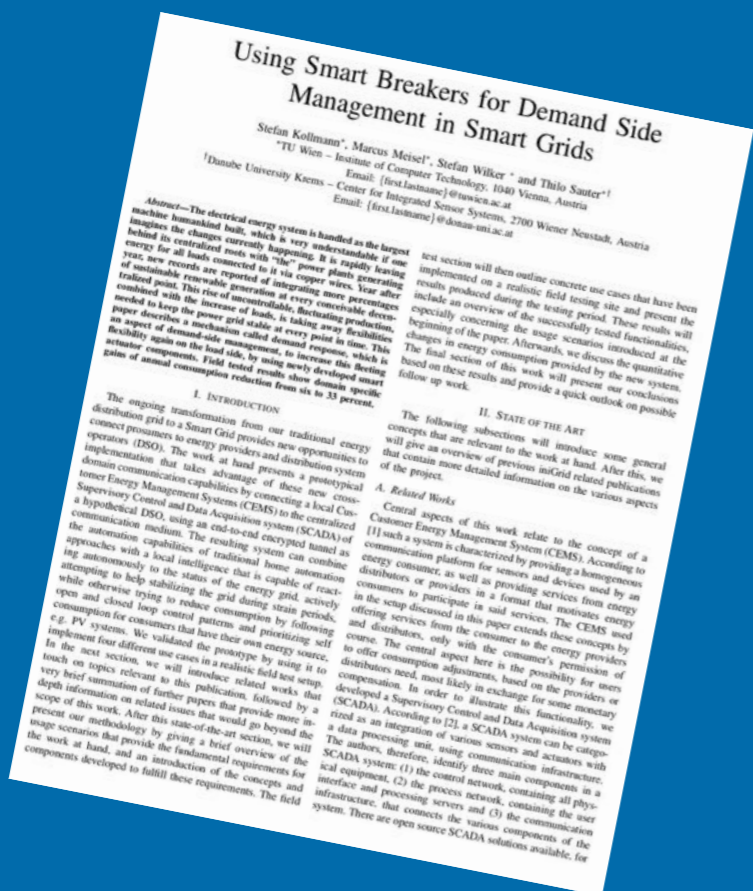 Using Smart Breakers for Demand Side
Management in Smart Grids
Stefan Kollmann*, Marcus Meisel*, Stefan Wilker * and Thilo Sauter*†
*TU Wien – Institute of Computer Technology, 1040 Vienna, Austria
Email: {first.lastname}@tuwien.ac.at
†Danube University Krems – Center for Integrated Sensor Systems, 2700 Wiener Neustadt, Austria
Email: {first.lastname}@donau-uni.ac.at
Abstract—The electrical energy system is handled as the largest
machine humankind built, which is very understandable if one
imagines the changes currently happening. It is rapidly leaving
behind its centralized roots with "the" power plants generating
energy for all loads connected to it via copper wires. Year after
year, new records are reported of integrating more percentages
of sustainable renewable generation at every conceivable decen-
tralized point. This rise of uncontrollable, fluctuating production,
combined with the increase of loads, is taking away flexibilities
needed to keep the power grid stable at every point in time. This
paper describes a mechanism called demand response, which is
an aspect of demand-side management, to increase this fleeting
flexibility again on the load side, by using newly developed smart
actuator components. Field tested results show domain specific
gains of annual consumption reduction from six to 33 percent.
I. INTRODUCTION
The ongoing transformation from our traditional energy
distribution grid to a Smart Grid provides new opportunities to
connect prosumers to energy providers and distribution system
operators (DSO). The work at hand presents a prototypical
implementation that takes advantage of these new cross-
domain communication capabilities by connecting a local Cus-
tomer Energy Management Systems (CEMS) to the centralized
Supervisory Control and Data Acquisition system (SCADA) of
a hypothetical DSO, using an end-to-end encrypted tunnel as
communication medium. The resulting system can combine
the automation capabilities of traditional home automation
approaches with a local intelligence that is capable of react-
ing autonomously to the status of the energy grid, actively
attempting to help stabilizing the grid during strain periods,
while otherwise trying to reduce consumption by following
open and closed loop control patterns and prioritizing self
consumption for consumers that have their own energy source,
e.g. PV systems. We validated the prototype by using it to
implement four different use cases in a realistic field test setup.
In the next section, we will introduce related works that
touch on topics relevant to this publication, followed by a
very brief summation of further papers that provide more in-
depth information on related issues that would go beyond the
scope of this work. After this state-of-the-art section, we will
present our methodology by giving a brief overview of the
usage scenarios that provide the fundamental requirements for
the work at hand, and an introduction of the concepts and
components developed to fulfill these requirements. The field
test section will then outline concrete use cases that have been
implemented on a realistic field testing site and present the
results produced during the testing period. These results will
include an overview of the successfully tested functionalities,
especially concerning the usage scenarios introduced at the
beginning of the paper. Afterwards, we discuss the quantitative
changes in energy consumption provided by the new system.
The final section of this work will present our conclusions
based on these results and provide a quick outlook on possible
follow up work.
II. STATE OF THE ART
The following subsections will introduce some general
concepts that are relevant to the work at hand. After this, we
will give an overview of previous iniGrid related publications
that contain more detailed information on the various aspects
of the project.
A. Related Works
Central aspects of this work relate to the concept of a
Customer Energy Management System (CEMS). According to
[1] such a system is characterized by providing a homogeneous
communication platform for sensors and devices used by an
energy consumer, as well as providing services from energy
distributors or providers in a format that motivates energy
consumers to participate in said services. The CEMS used
in the setup discussed in this paper extends these concepts by
offering services from the consumer to the energy providers
and distributors, only with the consumer's permission of
course. The central aspect here is the possibility for users
to offer consumption adjustments, based on the providers or
distributors need, most likely in exchange for some monetary
compensation. In order to illustrate this functionality, we
developed a Supervisory Control and Data Acquisition system
(SCADA). According to [2], a SCADA system can be catego-
rized as an integration of various sensors and actuators with
a data processing unit, using communication infrastructure.
The authors, therefore, identify three main components in a
SCADA system: (1) the control network, containing all phys-
ical equipment, (2) the process network, containing the user
interface and processing servers and (3) the communication
infrastructure, that connects the various components of the
system. There are open source SCADA solutions available, for